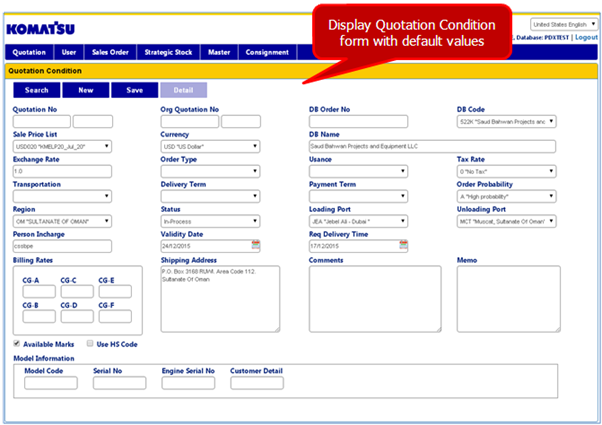 KOMATSU
Display Quotation Condition
form with default values
United States English
Database: PDXTEST | Logout
Quotation User Sales Order Strategic Stock Master Consignment
Quotation Condition
Search New Save Detail
Quotation No Org Quotation No DB Order No DB Code
522K "Saud Bahwan Projects and
Sale Price List Currency DB Name
USD020 "KMELP20_Jul_20" USD "US Dollar" Saud Bahwan Projects and Equipment LLC
Exchange Rate Order Type Usance Tax Rate
1.0 0 "No Tax"
Transportation Delivery Term Payment Term Order Probability
A "High probability"
Region Status Loading Port Unloading Port
OM "SULTANATE OF OMAN" In-Process JEA "Jebel Ali - Dubai " MCT "Muscat, Sultanate Of Oman"
Person Incharge Validity Date Req Delivery Time
cssbpe 24/12/2015 17/12/2015
Billing Rates Shipping Address Comments Memo
P.O. Box 3168 RUWI. Area Code 112.
Sultanate Of Oman
CG-A CG-C CG-E
CG-B CG-D CG-F
Available Marks Use HS Code
Model Information
Model Code Serial No Engine Serial No Customer Detail